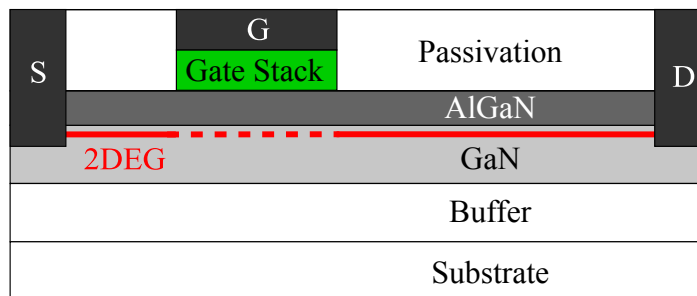 G
S
Gate Stack
Passivation
D
AlGaN
2DEG
GaN
Buffer
Substrate